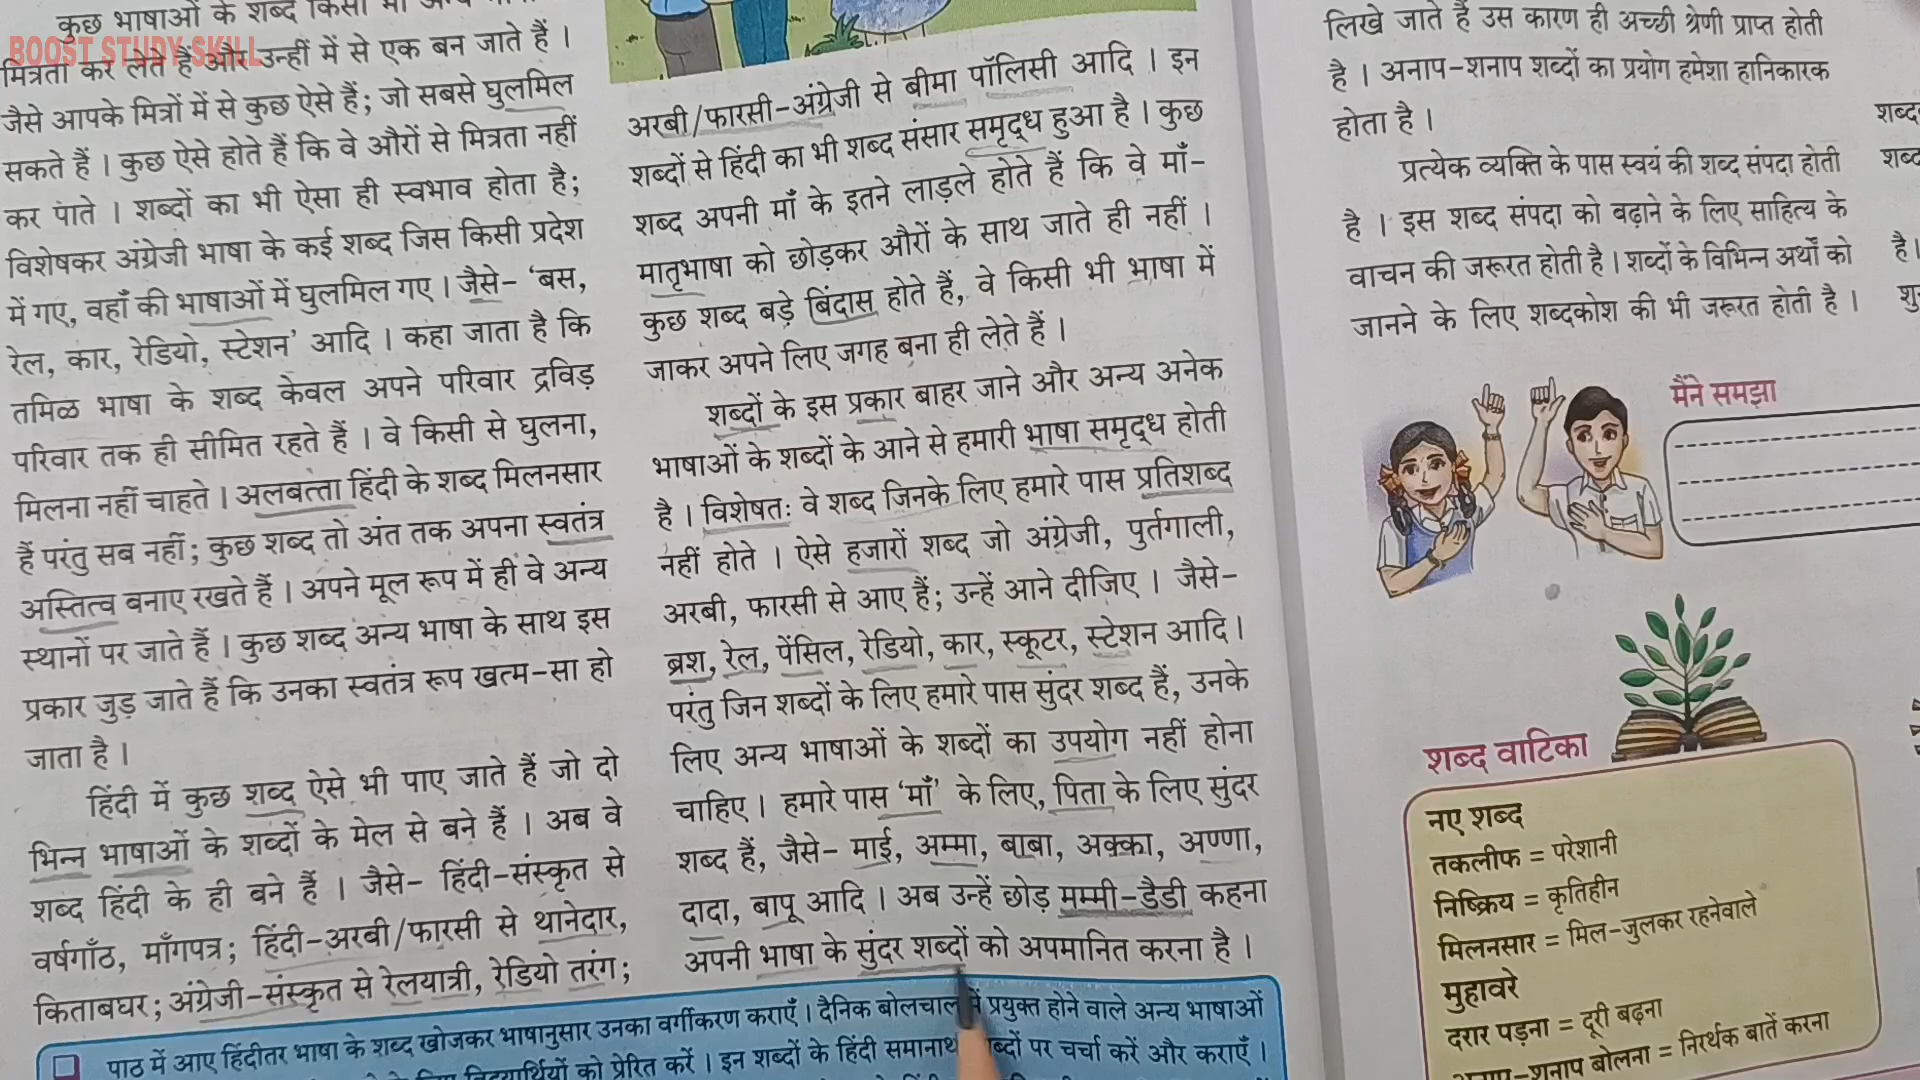 BOOST STUDY SKILL
कुछ भाषाओं के शब्द किसी भी
मित्रता कर लेते हैं और उन्हीं में से एक बन जाते हैं ।
जैसे आपके मित्रों में से कुछ ऐसे हैं; जो सबसे घुलमिल
सकते हैं । कुछ ऐसे होते हैं कि वे औरों से मित्रता नहीं
कर पाते । शब्दों का भी ऐसा ही स्वभाव होता है;
विशेषकर अंग्रेजी भाषा के कई शब्द जिस किसी प्रदेश
में गए, वहाँ की भाषाओं में घुलमिल गए । जैसे- ‘बस,
रेल, कार, रेडियो, स्टेशन’ आदि । कहा जाता है कि
तमिळ भाषा के शब्द केवल अपने परिवार द्रविड़
परिवार तक ही सीमित रहते हैं । वे किसी से घुलना,
मिलना नहीं चाहते । अलबत्ता हिंदी के शब्द मिलनसार
हैं परंतु सब नहीं; कुछ शब्द तो अंत तक अपना स्वतंत्र
अस्तित्व बनाए रखते हैं । अपने मूल रूप में ही वे अन्य
स्थानों पर जाते हैं । कुछ शब्द अन्य भाषा के साथ इस
प्रकार जुड़ जाते हैं कि उनका स्वतंत्र रूप खत्म-सा हो
जाता है ।
हिंदी में कुछ शब्द ऐसे भी पाए जाते हैं जो दो
भिन्न भाषाओं के शब्दों के मेल से बने हैं । अब वे
शब्द हिंदी के ही बने हैं । जैसे- हिंदी-संस्कृत से
वर्षगाँठ, माँगपत्र; हिंदी-अरबी/फारसी से थानेदार,
किताबघर; अंग्रेजी-संस्कृत से रेलयात्री, रेडियो तरंग;
अरबी/फारसी-अंग्रेजी से बीमा पॉलिसी आदि । इन
शब्दों से हिंदी का भी शब्द संसार समृद्ध हुआ है । कुछ
शब्द अपनी माँ के इतने लाड़ले होते हैं कि वे माँ-
मातृभाषा को छोड़कर औरों के साथ जाते ही नहीं ।
कुछ शब्द बड़े बिंदास होते हैं, वे किसी भी भाषा में
जाकर अपने लिए जगह बना ही लेते हैं ।
शब्दों के इस प्रकार बाहर जाने और अन्य अनेक
भाषाओं के शब्दों के आने से हमारी भाषा समृद्ध होती
है । विशेषतः वे शब्द जिनके लिए हमारे पास प्रतिशब्द
नहीं होते । ऐसे हजारों शब्द जो अंग्रेजी, पुर्तगाली,
अरबी, फारसी से आए हैं; उन्हें आने दीजिए । जैसे-
ब्रश, रेल, पेंसिल, रेडियो, कार, स्कूटर, स्टेशन आदि ।
परंतु जिन शब्दों के लिए हमारे पास सुंदर शब्द हैं, उनके
लिए अन्य भाषाओं के शब्दों का उपयोग नहीं होना
चाहिए । हमारे पास ‘माँ’ के लिए, पिता के लिए सुंदर
शब्द हैं, जैसे- माई, अम्मा, बाबा, अक्का, अण्णा,
दादा, बापू आदि । अब उन्हें छोड़ मम्मी-डैडी कहना
अपनी भाषा के सुंदर शब्दों को अपमानित करना है ।
पाठ में आए हिंदीतर भाषा के शब्द खोजकर भाषानुसार उनका वर्गीकरण कराएँ । दैनिक बोलचाल में प्रयुक्त होने वाले अन्य भाषाओं
विद्यार्थियों को प्रेरित करें । इन शब्दों के हिंदी पर चर्चा करें और कराएँ ।
लिखे जाते हैं उस कारण ही अच्छी श्रेणी प्राप्त होती
है । अनाप-शनाप शब्दों का प्रयोग हमेशा हानिकारक
होता है ।
प्रत्येक व्यक्ति के पास स्वयं की शब्द संपदा होती
है । इस शब्द संपदा को बढ़ाने के लिए साहित्य के
वाचन की जरूरत होती है । शब्दों के विभिन्न अर्थों को
जानने के लिए शब्दकोश की भी जरूरत होती है ।
मैंने समझा
शब्द वाटिका
नए शब्द
तकलीफ = परेशानी
निष्क्रिय = कृतिहीन
मिलनसार = मिल-जुलकर रहनेवाले
मुहावरे
दरार पड़ना = दूरी बढ़ना
अनाप-शनाप बोलना = निरर्थक बातें करना
शब्द
शब्द
है ।